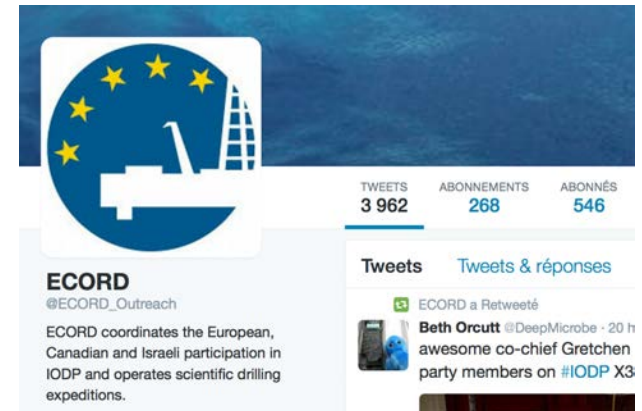 TWEETS ABONNEMENTS ABONNÉS
3 962 268 546
ECORD
@ECORD_Outreach
ECORD coordinates the European,
Canadian and Israeli participation in
IODP and operates scientific drilling
expeditions.
Tweets Tweets & réponses
ECORD a Retweeté
Beth Orcutt @DeepMicrobe · 20 h
awesome co-chief Gretchen
party members on #IODP